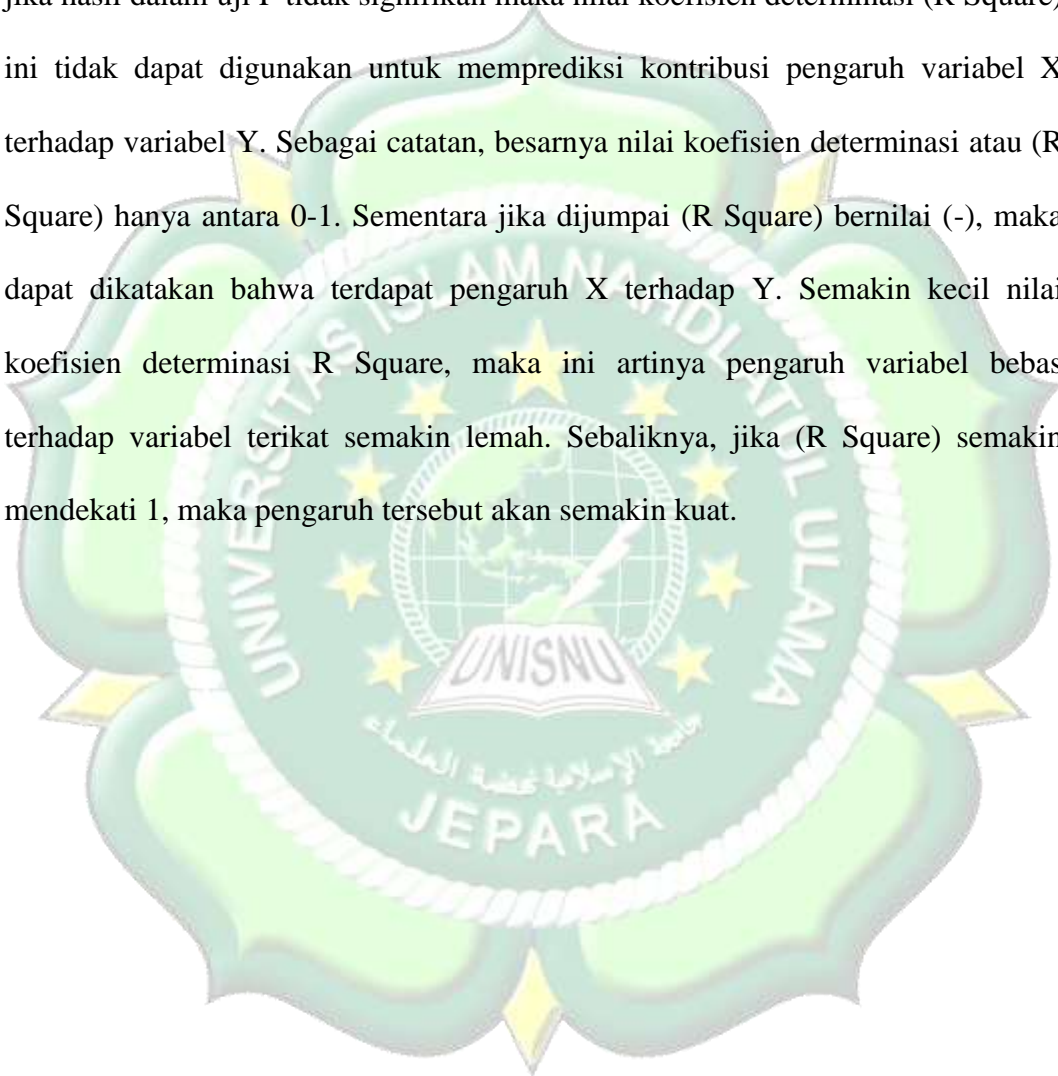 jika hasil dalam uji F tidak signifikan maka nilai koefisien determinasi (R Square)
ini tidak dapat digunakan untuk memprediksi kontribusi pengaruh variabel X
terhadap variabel Y. Sebagai catatan, besarnya nilai koefisien determinasi atau (R
Square) hanya antara 0-1. Sementara jika dijumpai (R Square) bernilai (-), maka
dapat dikatakan bahwa terdapat pengaruh X terhadap Y. Semakin kecil nilai
koefisien determinasi R Square, maka ini artinya pengaruh variabel bebas
terhadap variabel terikat semakin lemah. Sebaliknya, jika (R Square) semakin
mendekati 1, maka pengaruh tersebut akan semakin kuat.
UNIVERSITAS ISLAM NAHDLATUL ULAMA
UNISNU
JEPARA